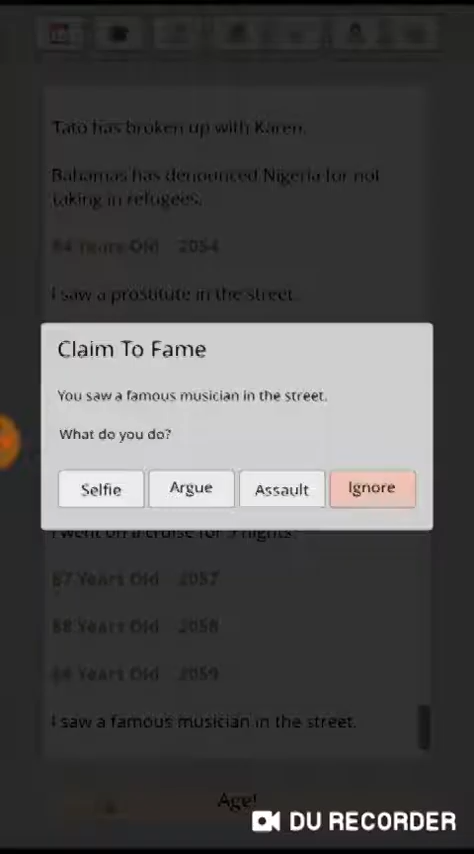 Tato has broken up with Karen.
Bahamas has denounced Nigeria for not
taking in refugees.
84 Years Old 2054
I saw a prostitute in the street.
Claim To Fame
You saw a famous musician in the street.
What do you do?
Selfie Argue Assault Ignore
I went on a cruise for nights.
87 Years Old 2057
88 Years Old 2058
89 Years Old 2059
I saw a famous musician in the street.
Age!
DU RECORDER